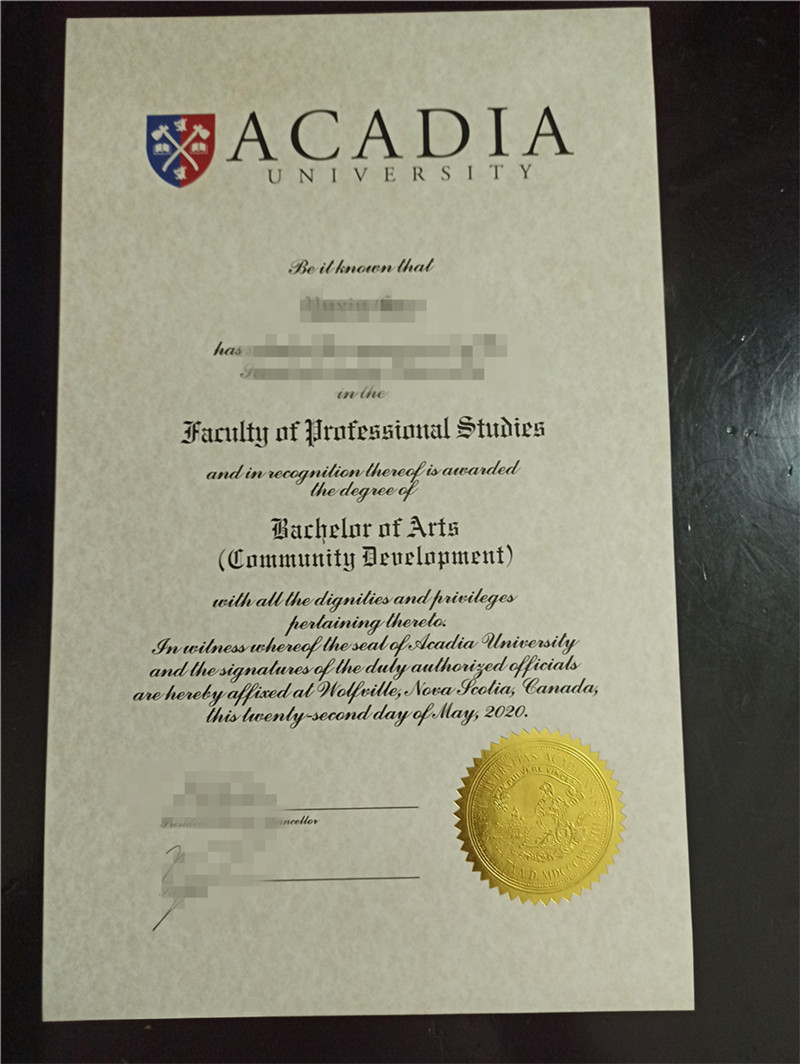 ACADIA
UNIVERSITY
Be it known that
has
in the
Faculty of Professional Studies
and in recognition thereof is awarded
the degree of
Bachelor of Arts
(Community Development)
with all the dignities and privileges
pertaining thereto.
In witness whereof the seal of Acadia University
and the signatures of the duly authorized officials
are hereby affixed at Wolfville, Nova Scotia, Canada,
this twenty-second day of May, 2020.